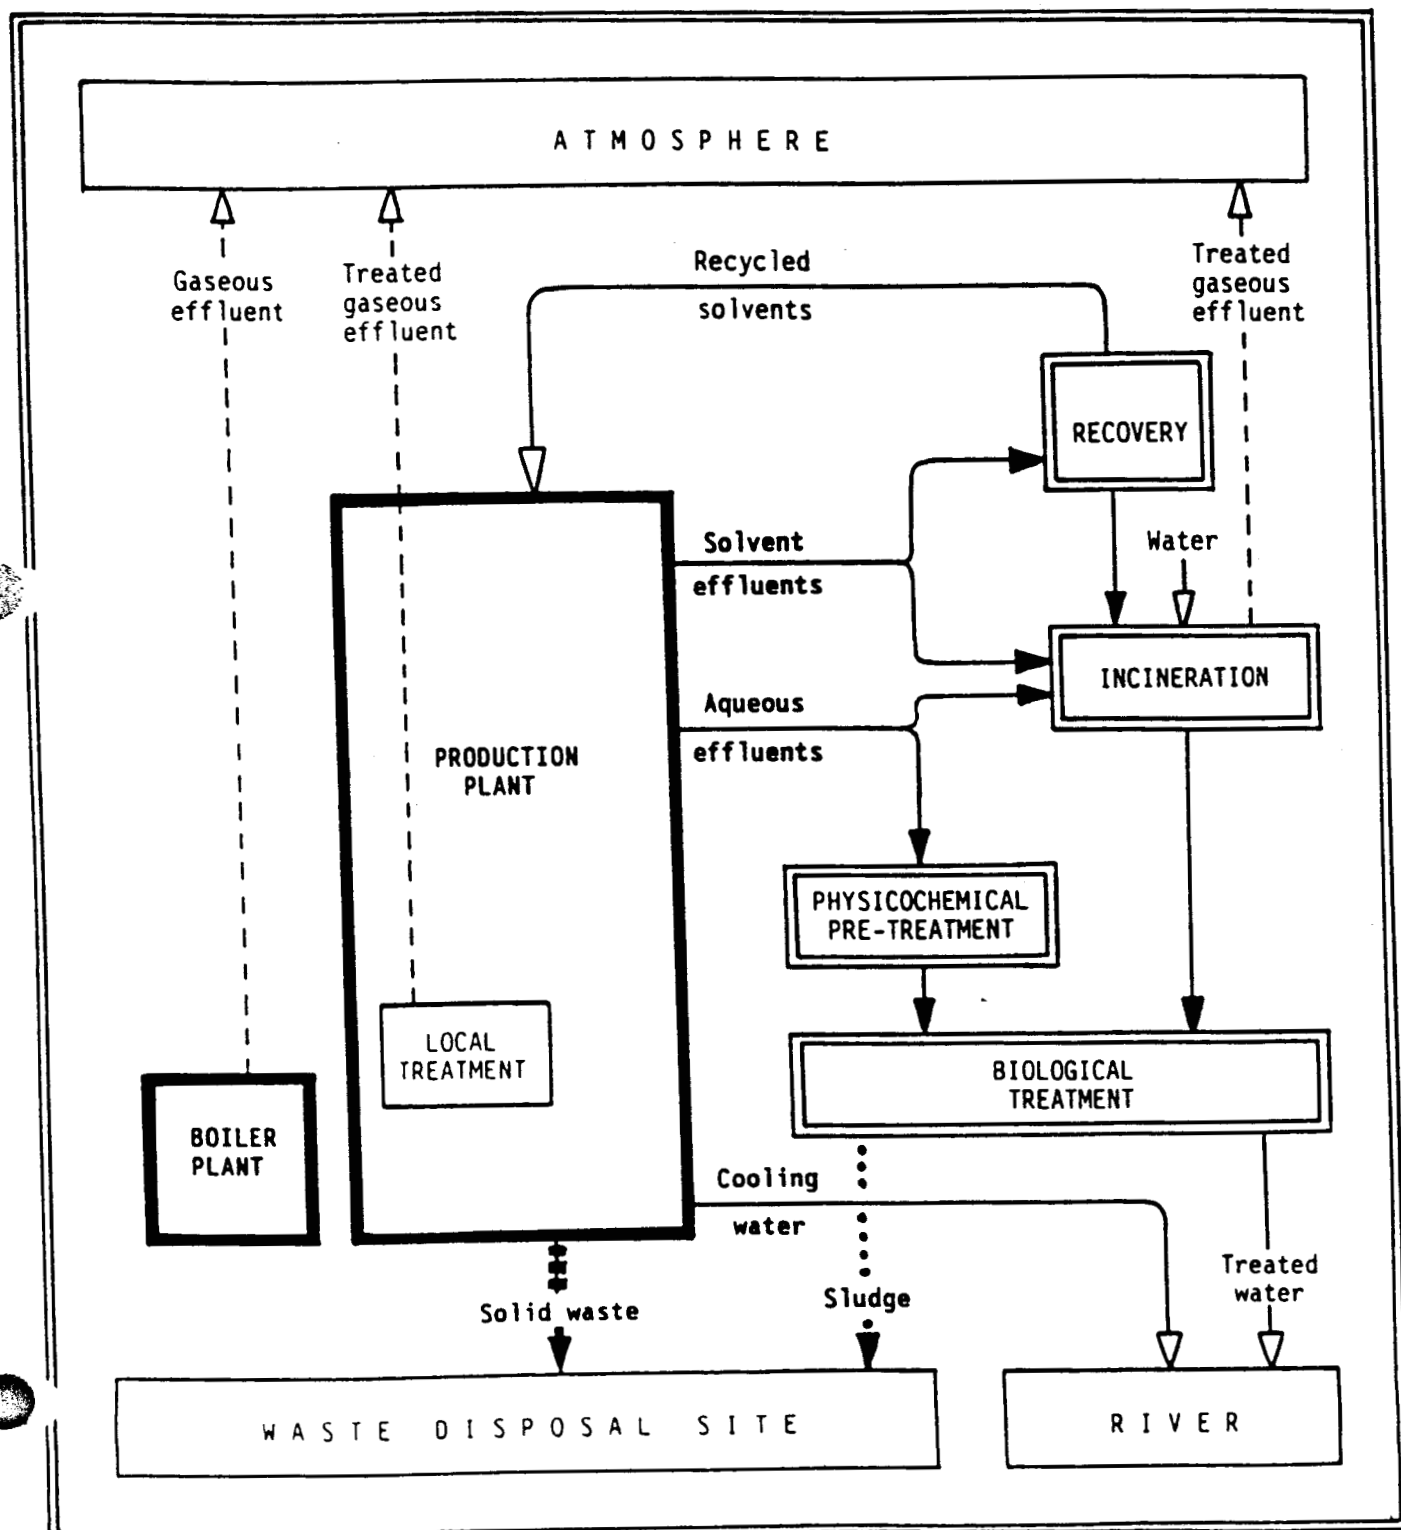 ATMOSPHERE
Gaseous
effluent
Treated
gaseous
effluent
Recycled
solvents
Treated
gaseous
effluent
RECOVERY
Solvent
effluents
Water
INCINERATION
Aqueous
effluents
PRODUCTION
PLANT
PHYSICOCHEMICAL
PRE-TREATMENT
LOCAL
TREATMENT
BIOLOGICAL
TREATMENT
BOILER
PLANT
Cooling
water
Solid waste
Sludge
Treated
water
WASTE DISPOSAL SITE
RIVER